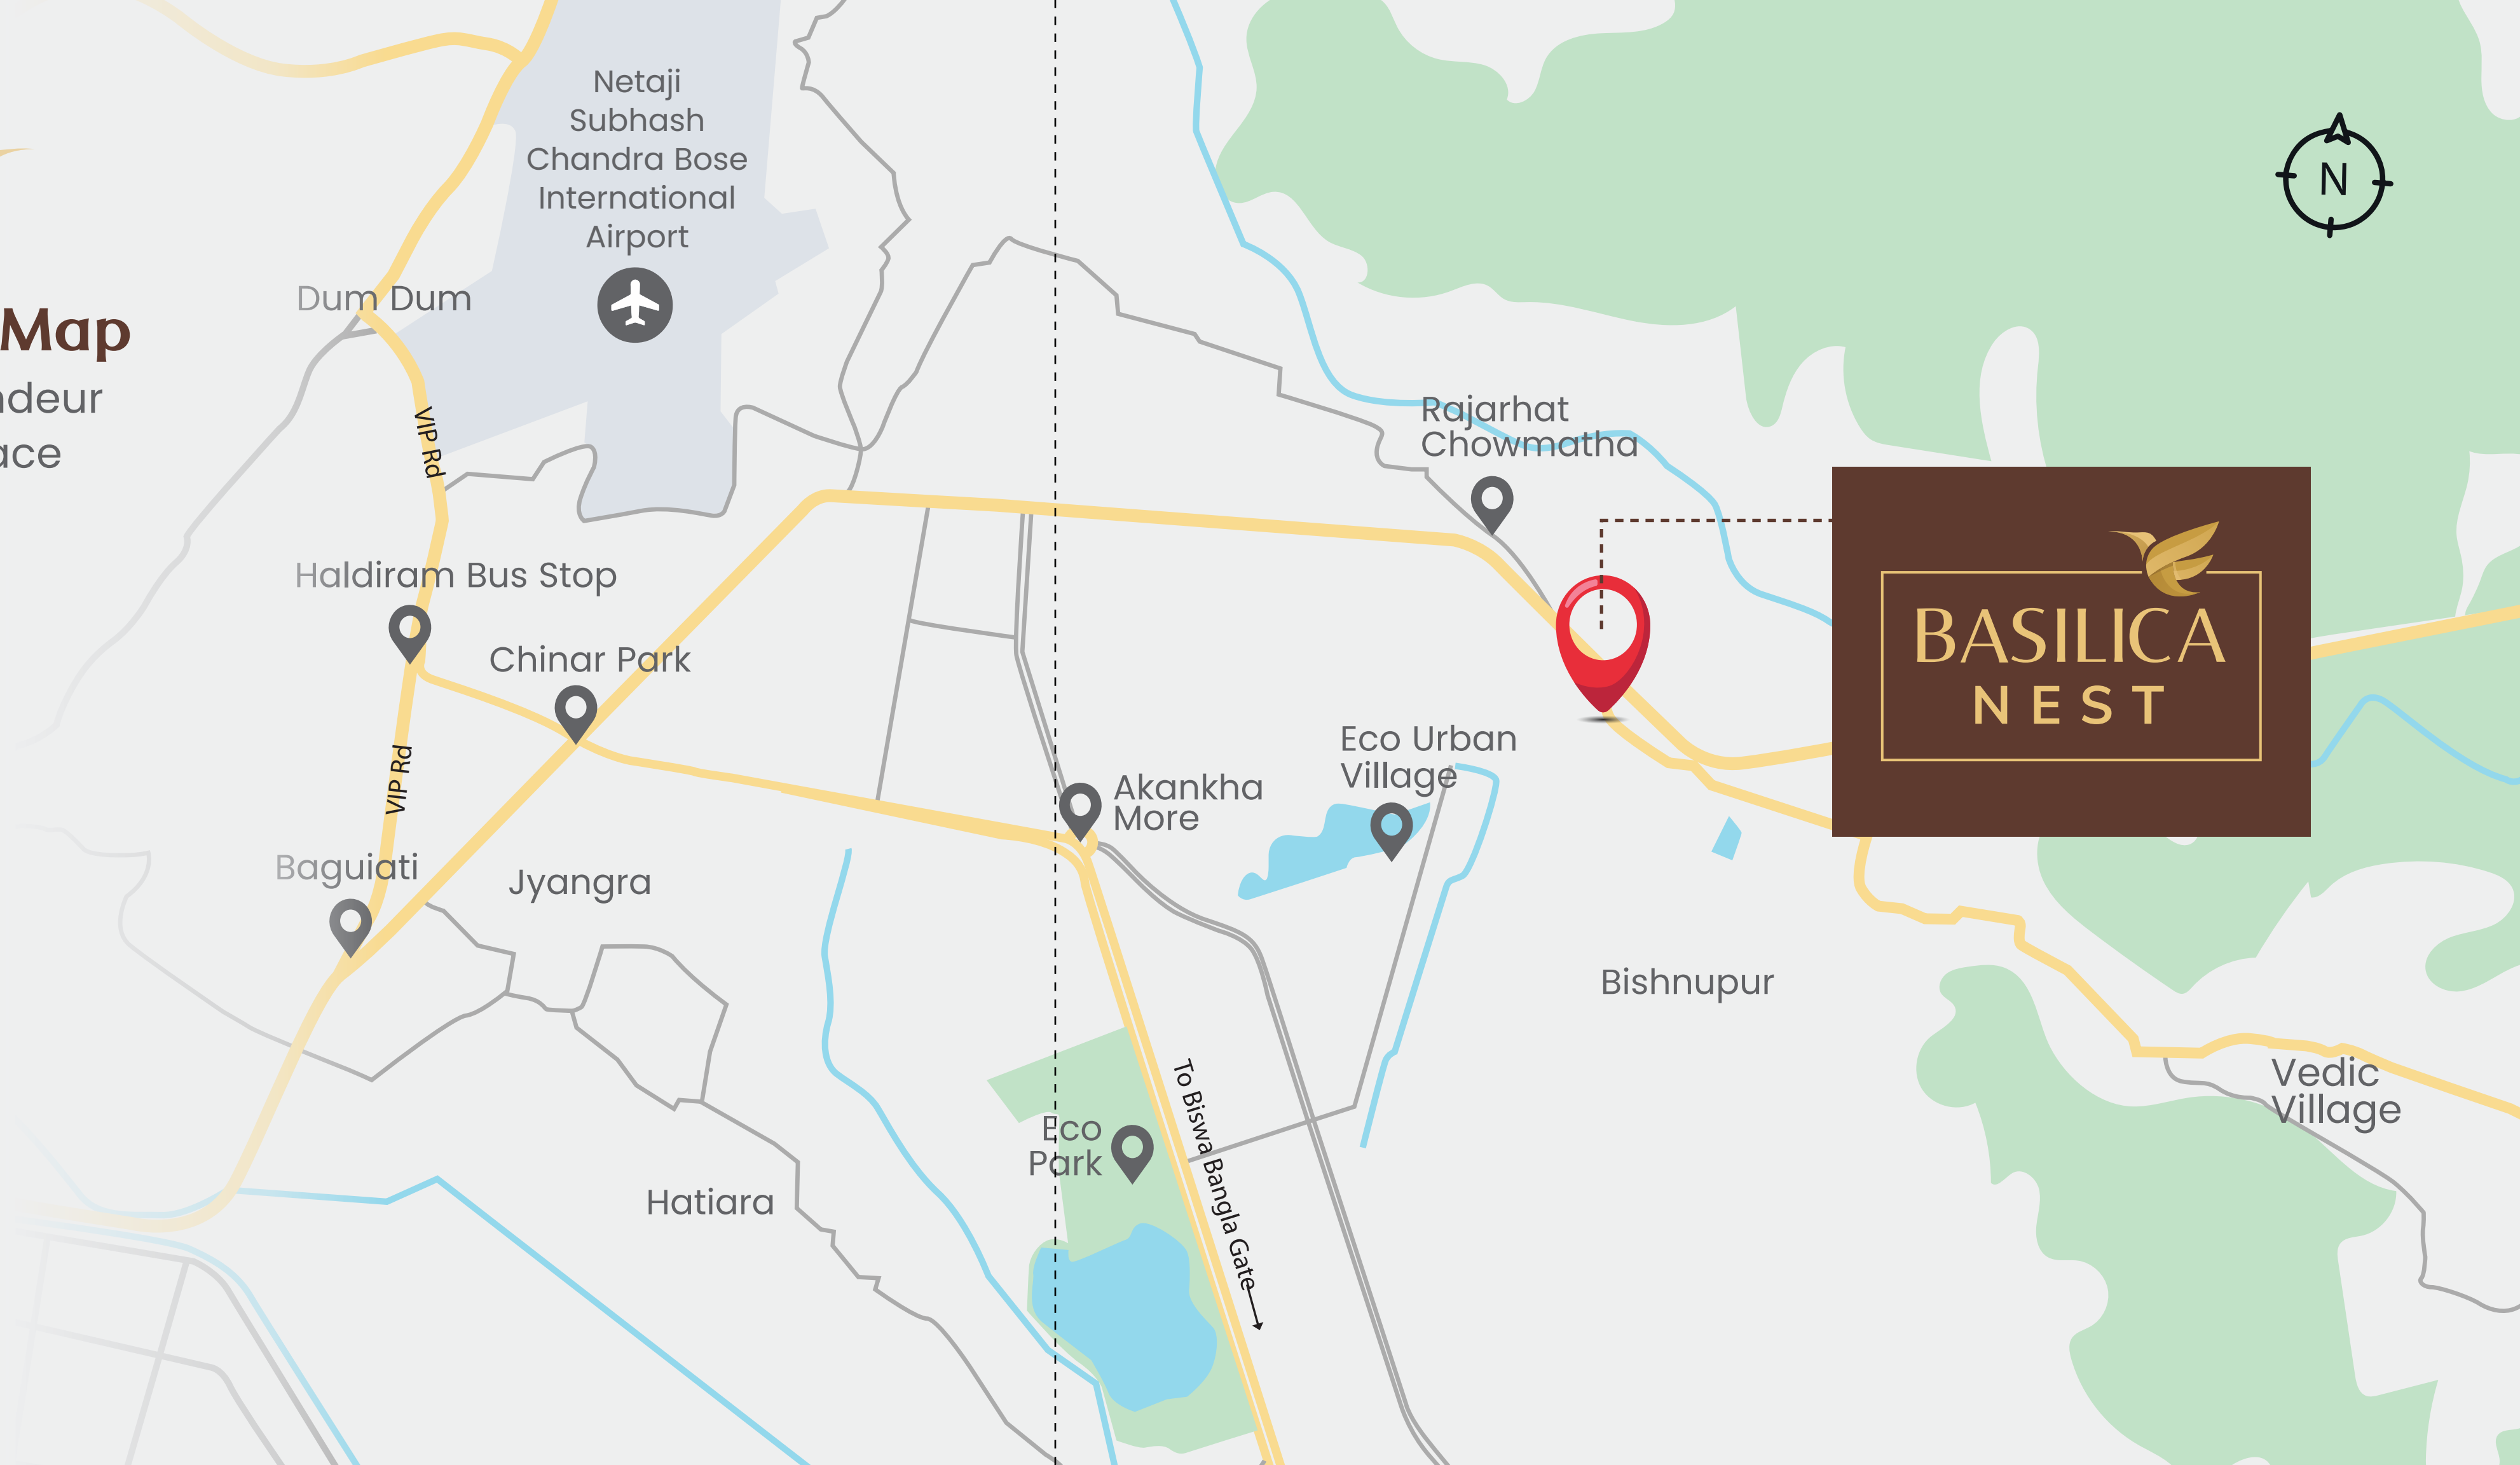 Netaji
Subhash
Chandra Bose
International
Airport
N
Dum Dum
Map
ndeur
ace
VIP Rd
Rajarhat
Chowmatha
Haldiram Bus Stop
Chinar Park
BASILICA
NEST
VIP Rd
Eco Urban
Village
Akankha
More
Baguiati
Jyangra
Bishnupur
To Biswa Bangla Gate
Vedic
Village
Eco
Park
Hatiara